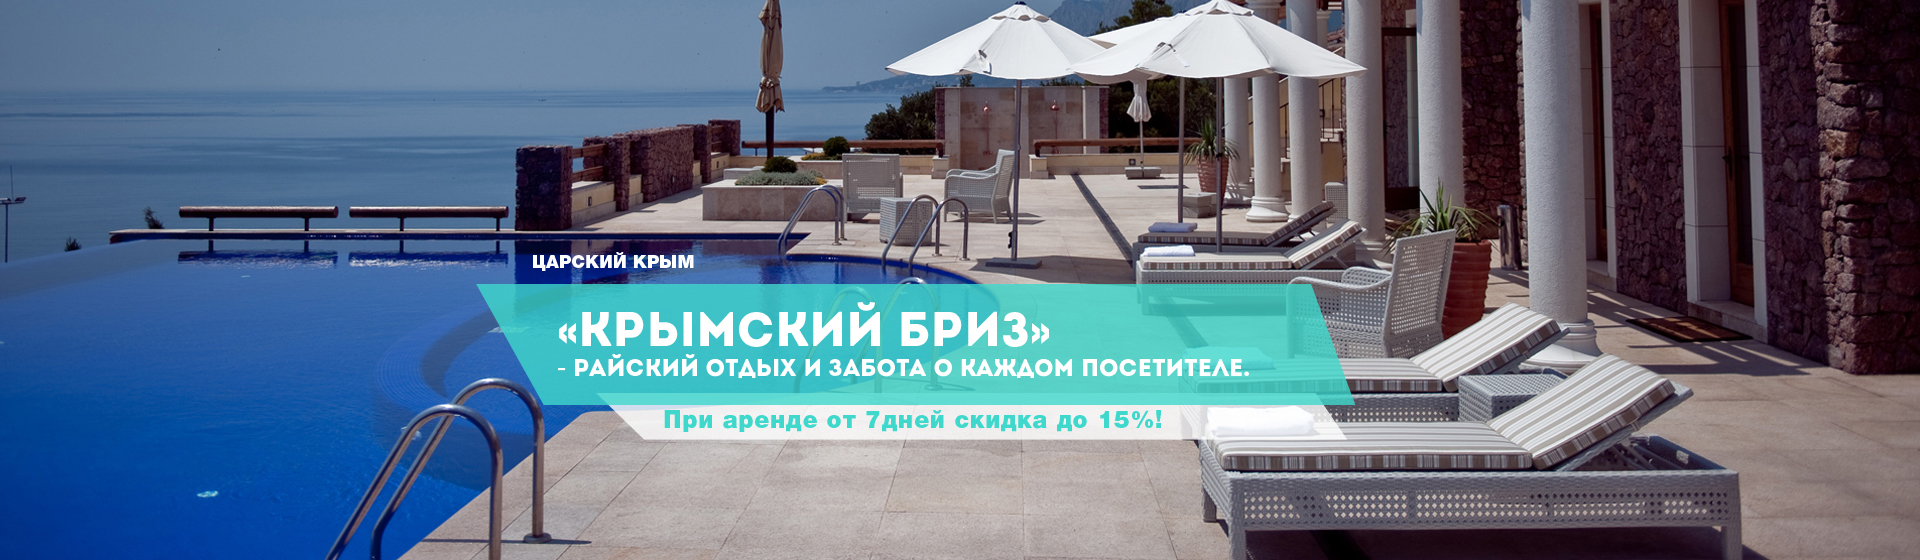 ЦАРСКИЙ КРЫМ
«КРЫМСКИЙ БРИЗ»
- РАЙСКИЙ ОТДЫХ И ЗАБОТА О КАЖДОМ ПОСЕТИТЕЛЕ.
При аренде от 7дней скидка до 15%!